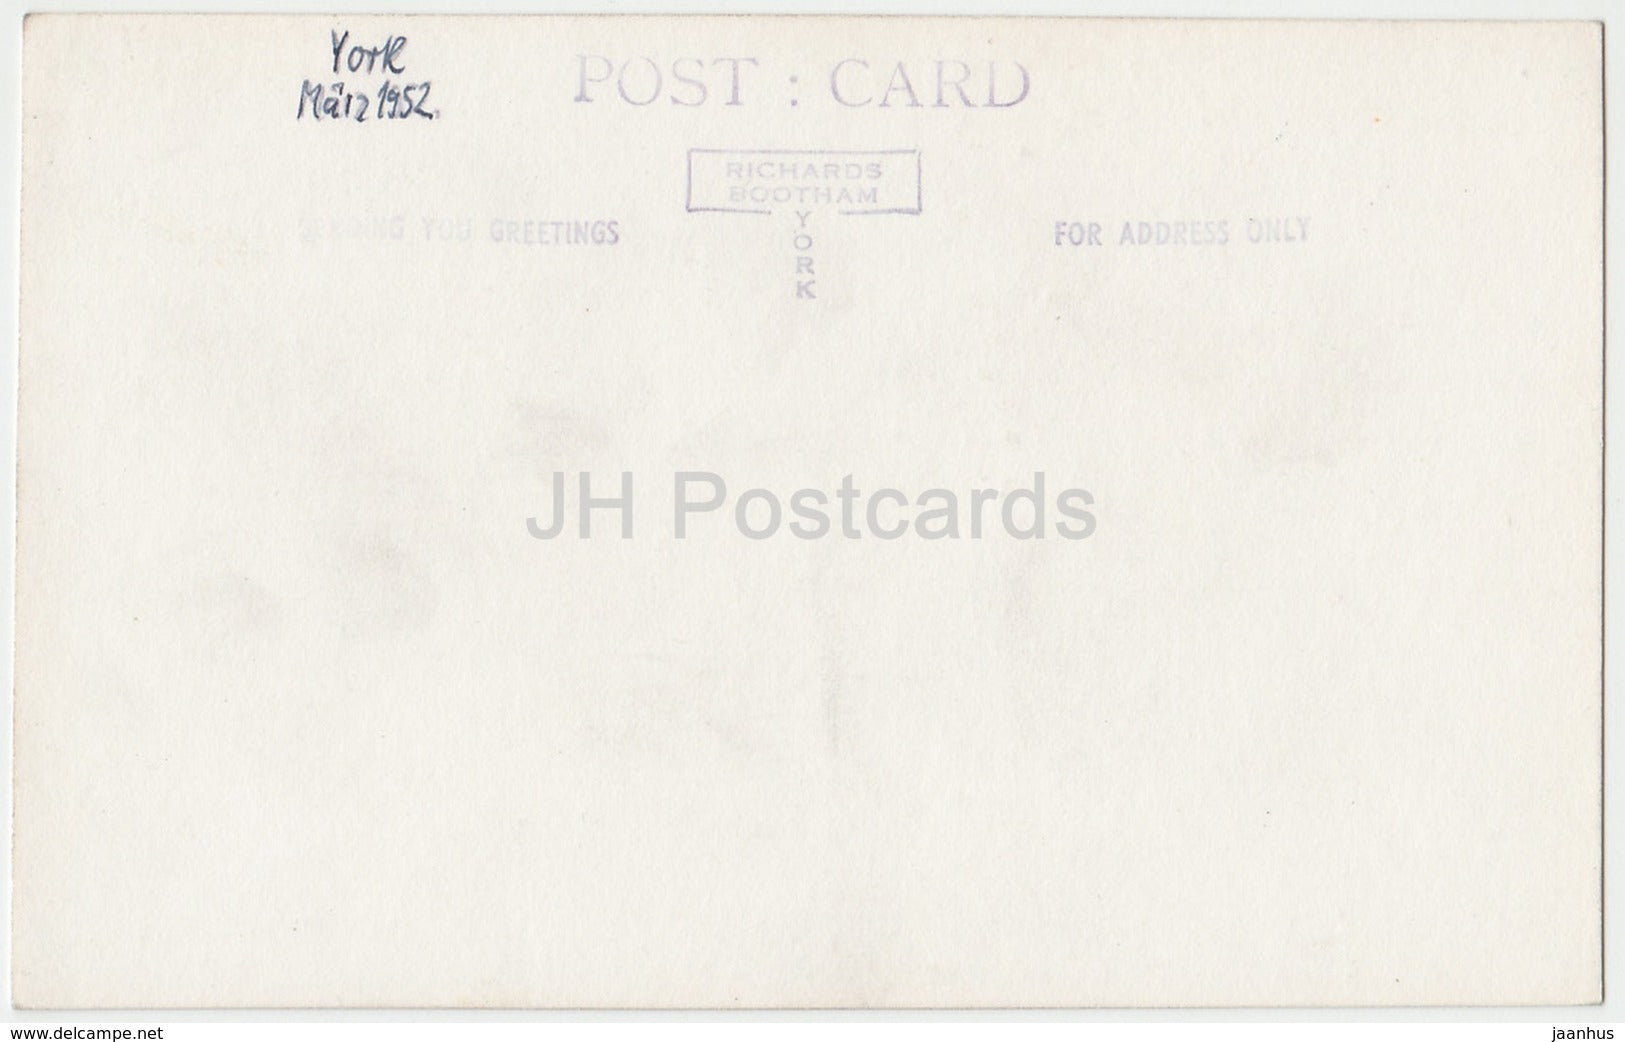 York
März 1952.
POST : CARD
RICHARDS
BOOTHAM
YORK
SENDING YOU GREETINGS
FOR ADDRESS ONLY
JH Postcards
www.delcampe.net
jaanhus